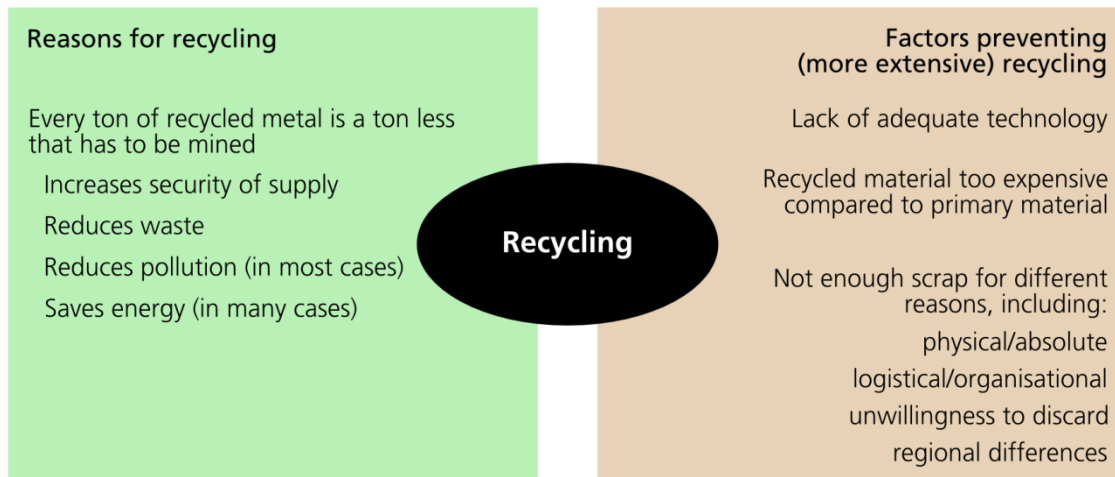 Reasons for recycling
Every ton of recycled metal is a ton less
that has to be mined
Increases security of supply
Reduces waste
Reduces pollution (in most cases)
Saves energy (in many cases)
Recycling
Factors preventing
(more extensive) recycling
Lack of adequate technology
Recycled material too expensive
compared to primary material
Not enough scrap for different
reasons, including:
physical/absolute
logistical/organisational
unwillingness to discard
regional differences